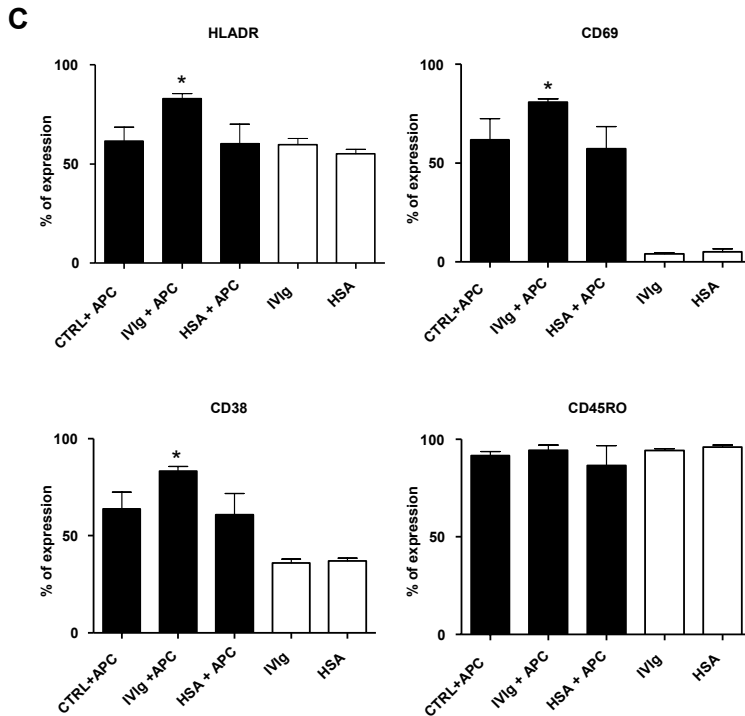 C
HLADR
% of expression
100
50
0
*
CTRL+ APC
IVIg + APC
HSA + APC
IVIg
HSA
CD69
% of expression
100
50
0
*
CTRL+ APC
IVIg + APC
HSA + APC
IVIg
HSA
CD38
% of expression
100
50
0
*
CTRL+APC
IVIg +APC
HSA + APC
IVIg
HSA
CD45RO
% of expression
100
50
0
CTRL+APC
IVIg + APC
HSA + APC
IVIg
HSA